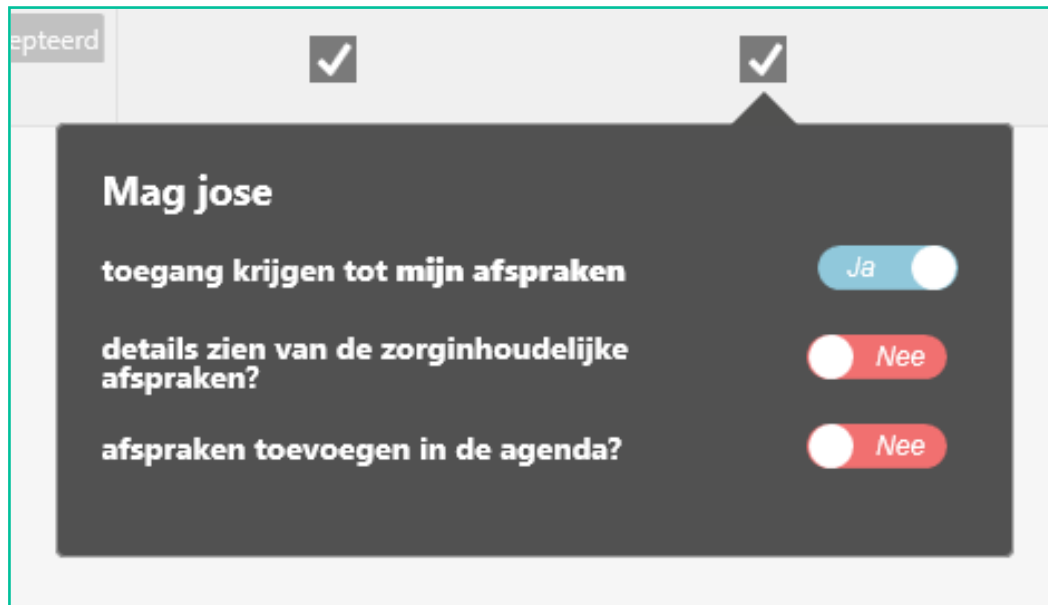 epteerd
Mag jose
toegang krijgen tot mijn afspraken
Ja
details zien van de zorginhoudelijke
afspraken?
Nee
afspraken toevoegen in de agenda?
Nee